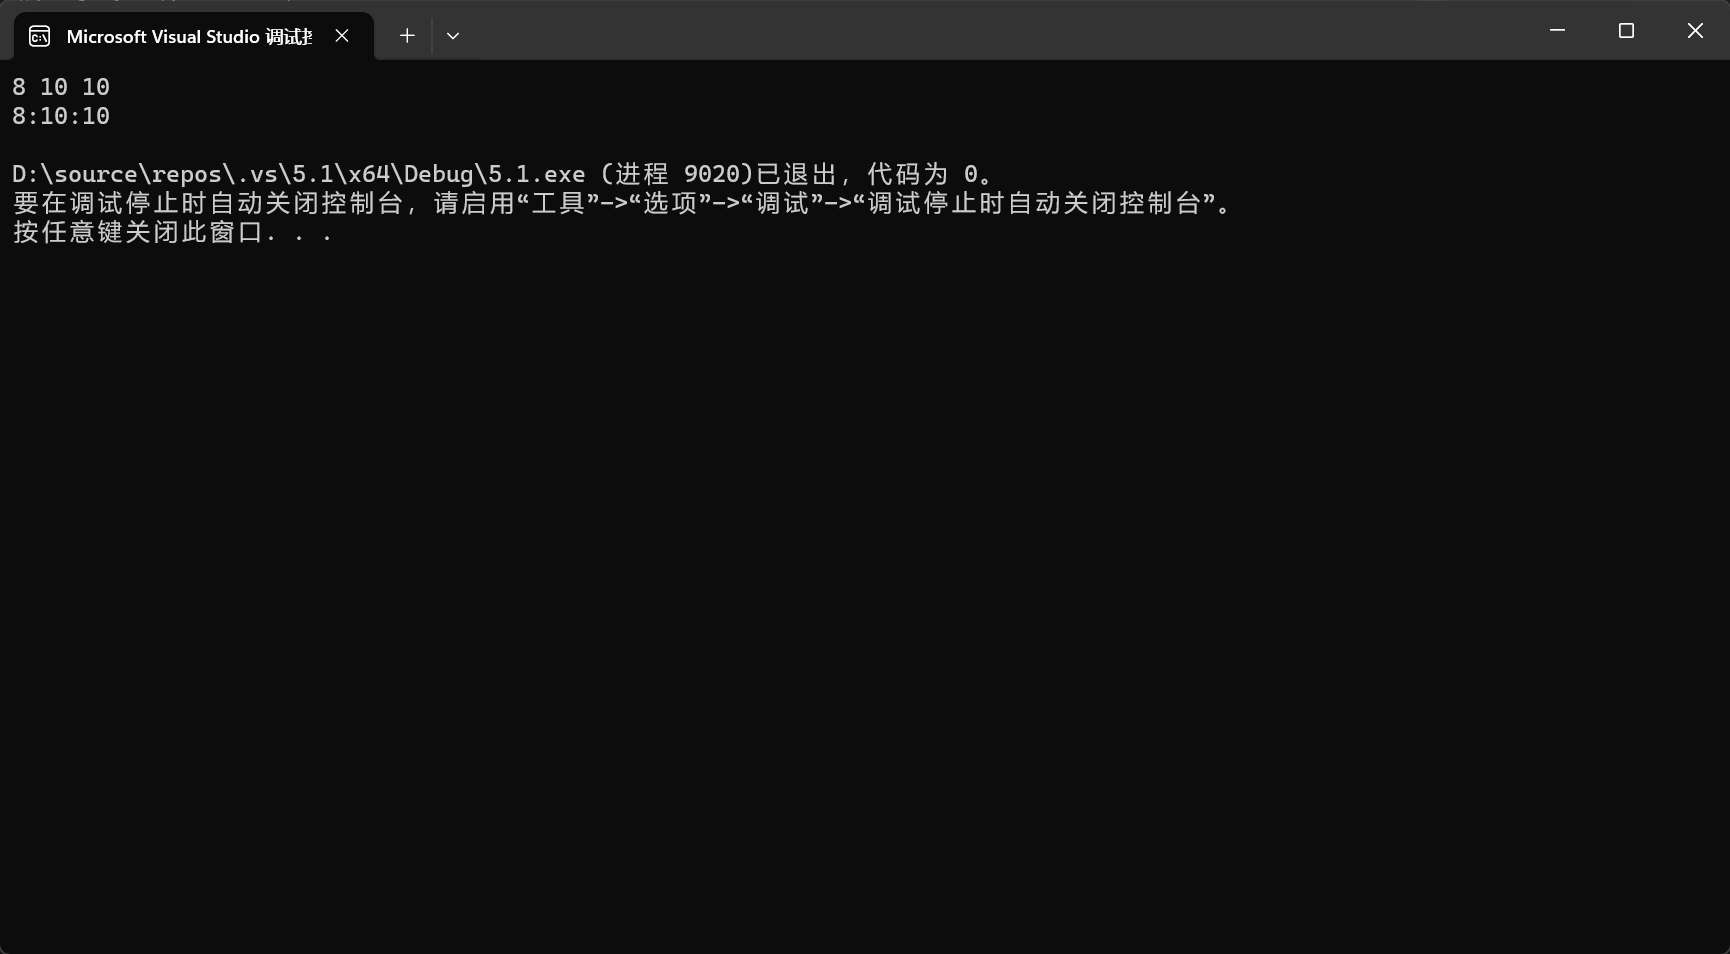 Microsoft Visual Studio 调试
8 10 10
8:10:10
D:\source\repos\.vs\5.1\x64\Debug\5.1.exe (进程 9020)已退出，代码为 0。
要在调试停止时自动关闭控制台，请启用“工具”->“选项”->“调试”->“调试停止时自动关闭控制台”。
按任意键关闭此窗口. . .